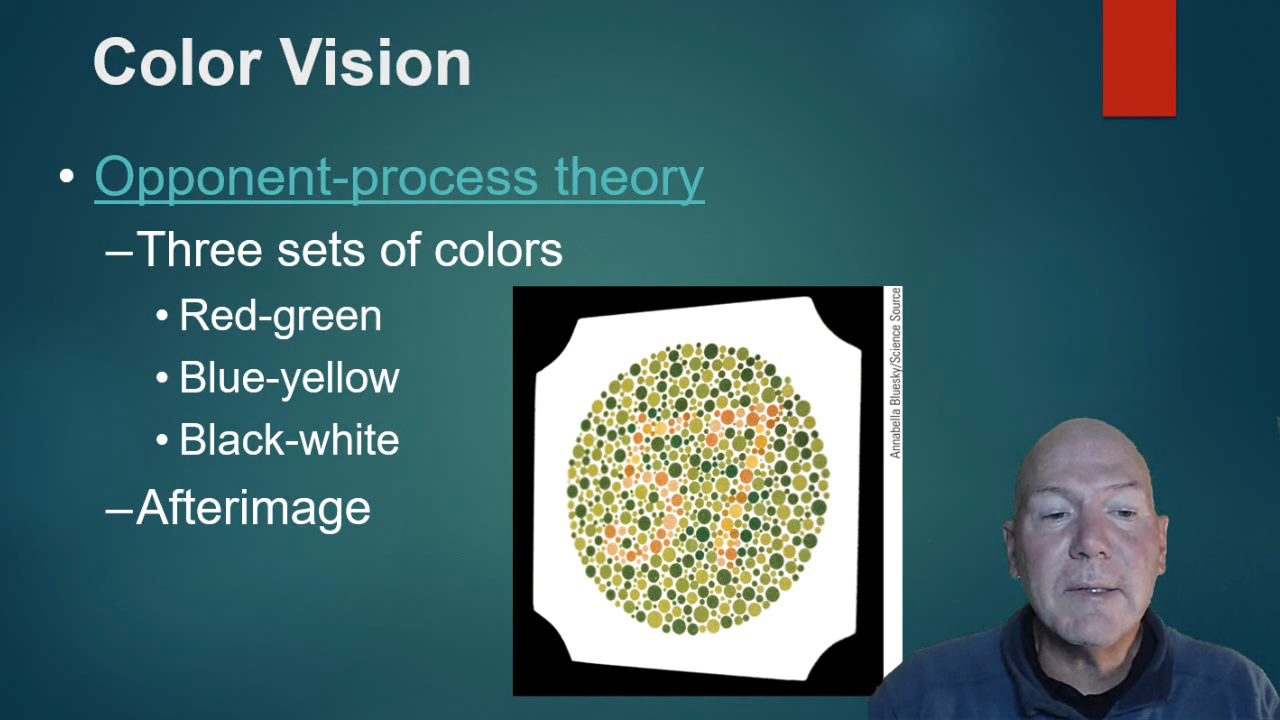 Color Vision
• Opponent-process theory
–Three sets of colors
• Red-green
• Blue-yellow
• Black-white
–Afterimage
57
Annabella Bluesky/Science Source